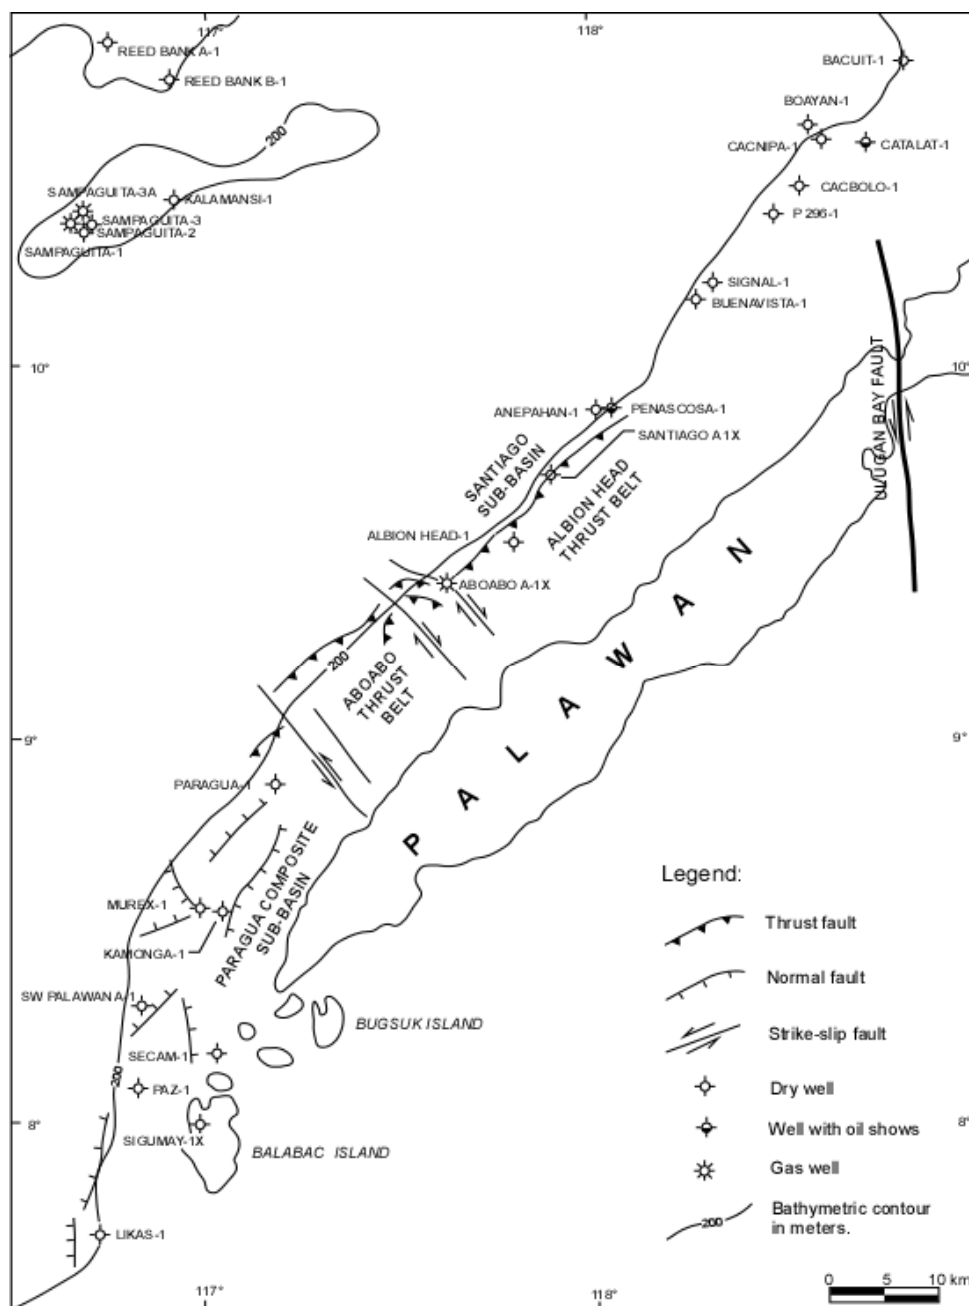 117°
118°
REED BANK A-1
REED BANK B-1
BACUIT-1
BOAYAN-1
CACNIPA-1
CATALAT-1
200
SAMPAGUITA-3A
KALAMANSI-1
CACBOLO-1
SAMPAGUITA-3
SAMPAGUITA-2
SAMPAGUITA-1
P 296-1
SIGNAL-1
BUENAVISTA-1
10°
10°
ULUGAN BAY FAULT
ANEPAHAN-1
PENASCOSA-1
SANTIAGO A 1X
SANTIAGO
SUB-BASIN
ALBION HEAD
THRUST BELT
ALBION HEAD-1
ABOABO A-1X
200
ABOABO
THRUST
BELT
PALAWAN
9°
9°
PARAGUA-1
PARAGUA COMPOSITE
SUB-BASIN
MUREX-1
KAMONGA-1
SW PALAWAN A-1
BUGSUK ISLAND
SECAM-1
200
PAZ-1
8°
8°
SIGUMAY-1X
BALABAC ISLAND
LIKAS-1
Legend:
Thrust fault
Normal fault
Strike-slip fault
Dry well
Well with oil shows
Gas well
200
Bathymetric contour
in meters.
0 5 10 km
117°
118°